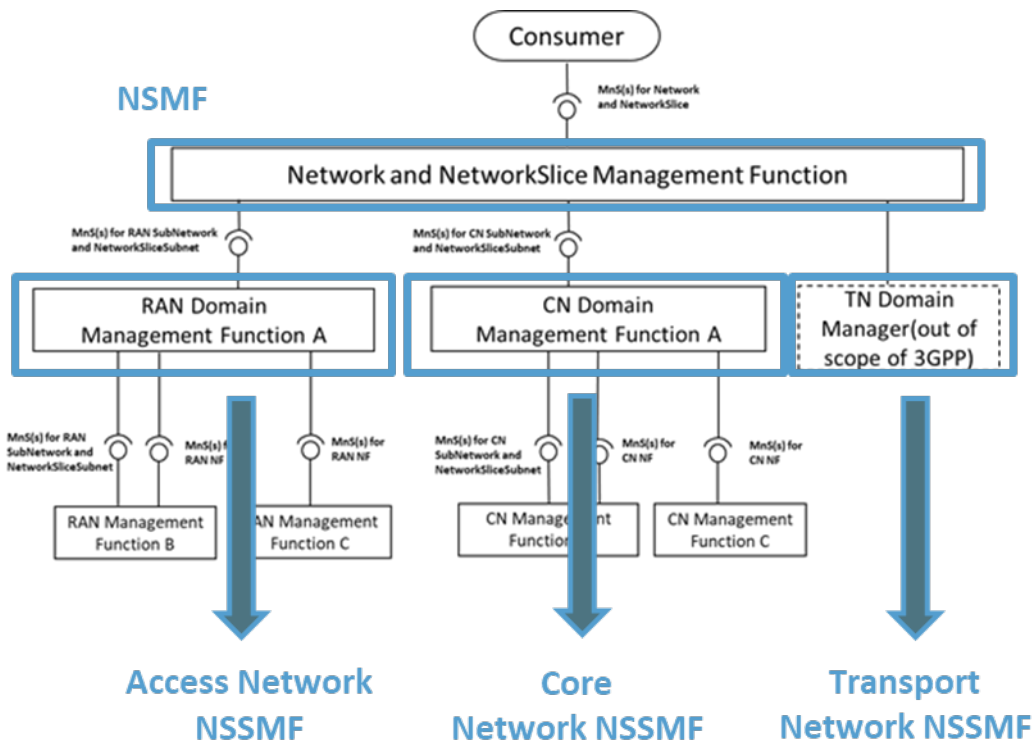 Consumer
MnS(s) for Network
and NetworkSlice
NSMF
Network and NetworkSlice Management Function
MnS(s) for RAN SubNetwork
and NetworkSliceSubnet
MnS(s) for CN SubNetwork
and NetworkSliceSubnet
RAN Domain
Management Function A
CN Domain
Management Function A
TN Domain
Manager(out of
scope of 3GPP)
MnS(s) for RAN
SubNetwork and
NetworkSliceSubnet
MnS(s)
RAN NF
MnS(s) for
RAN NF
MnS(s) for CN
SubNetwork and
NetworkSliceSubnet
MnS(s) for
CN NF
MnS(s) for
CN NF
RAN Management
Function B
Management
Function C
CN Management
Function
CN Management
Function C
Access Network
NSSMF
Core
Network NSSMF
Transport
Network NSSMF